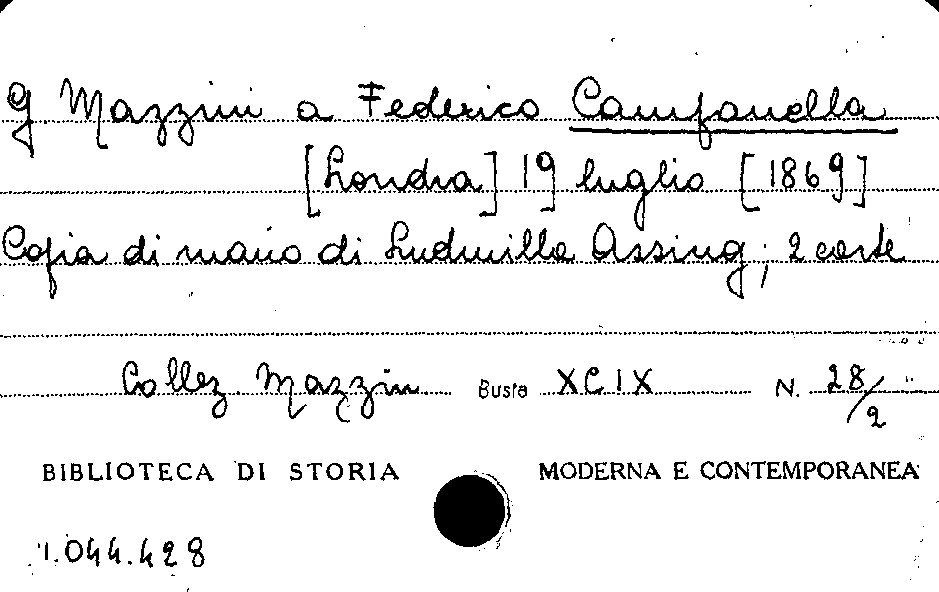 G Mazzini a Federico Campanella
[Londra] 19 luglio [1869]
Copia di mano di Ludmilla Assing; 2 carte
Collez Mazzini Busta XCIX N. 28/2
BIBLIOTECA DI STORIA MODERNA E CONTEMPORANEA
1.044.428